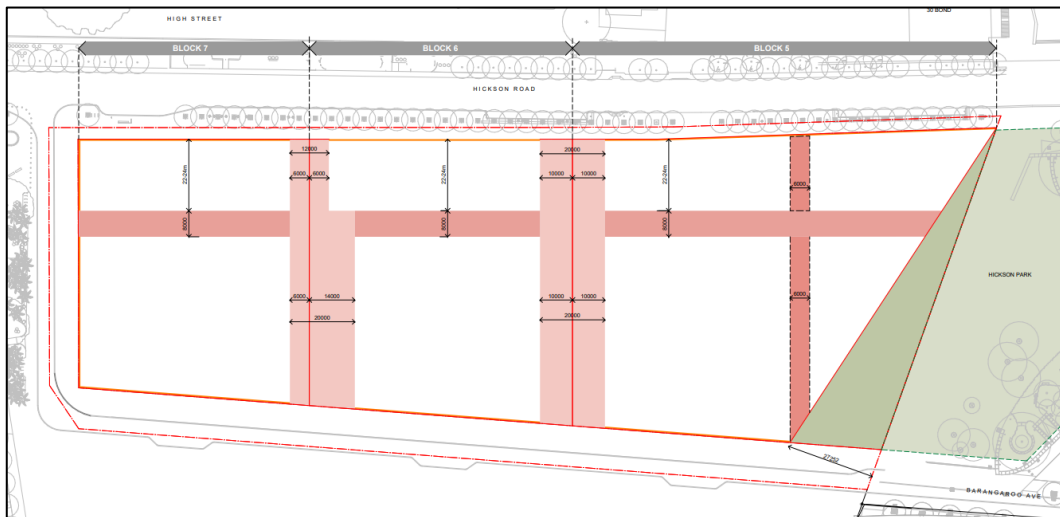 HIGH STREET
30 BOND
BLOCK 7
BLOCK 6
BLOCK 5
HICKSON ROAD
12000
20000
22-24m
6000
6000
22-24m
10000
10000
22-24m
6000
8000
8000
8000
HICKSON PARK
6000
14000
10000
10000
6000
20000
20000
27252
BARANGAROO AVE